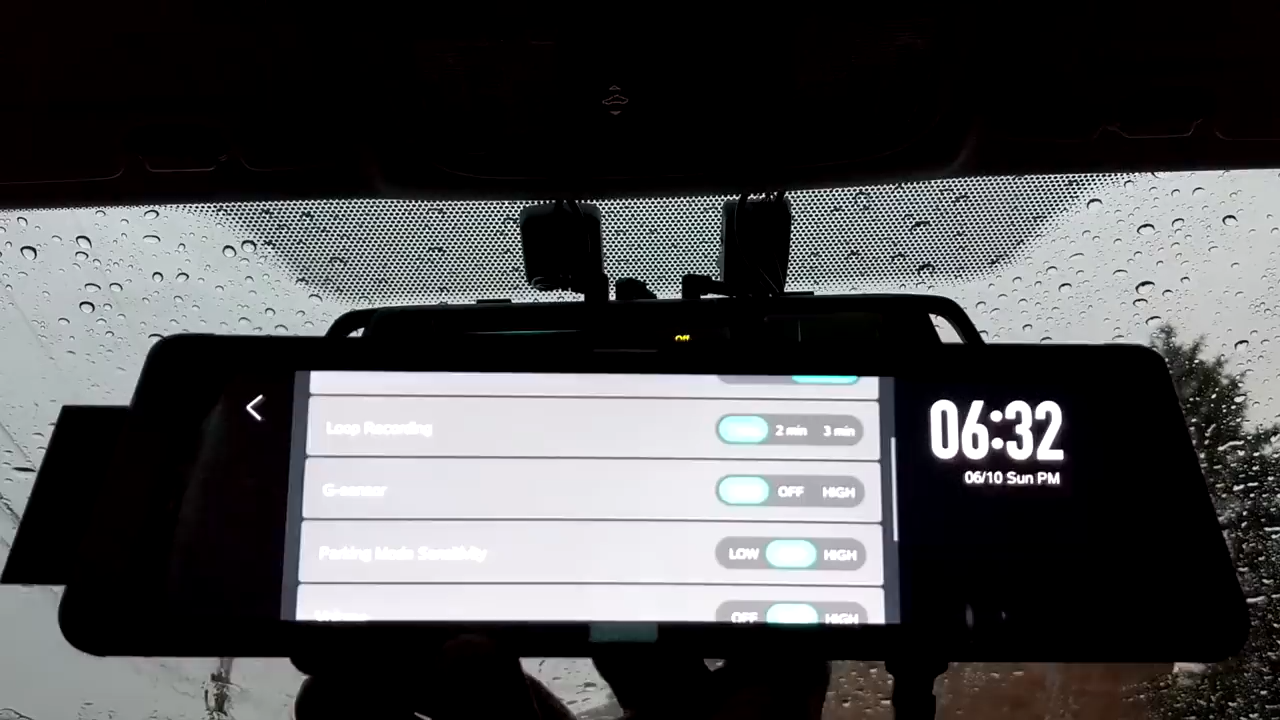 Off
Loop Recording 2 min 3 min
G-sensor OFF HIGH
Parking Mode Sensitivity LOW HIGH
OFF HIGH
06:32
06/10 Sun PM